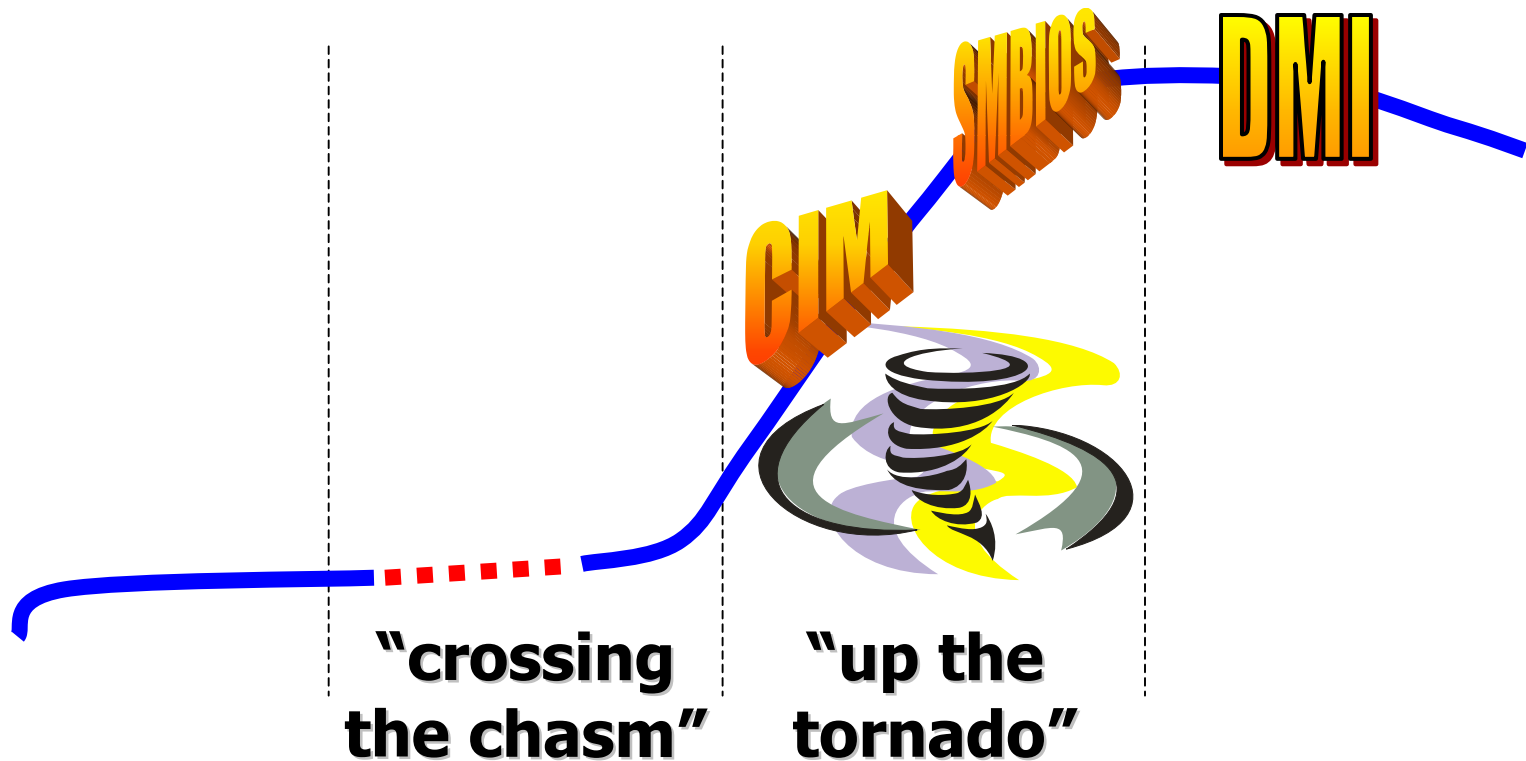 DMI
SMBIOS
CIM
“crossing
the chasm”
“up the
tornado”